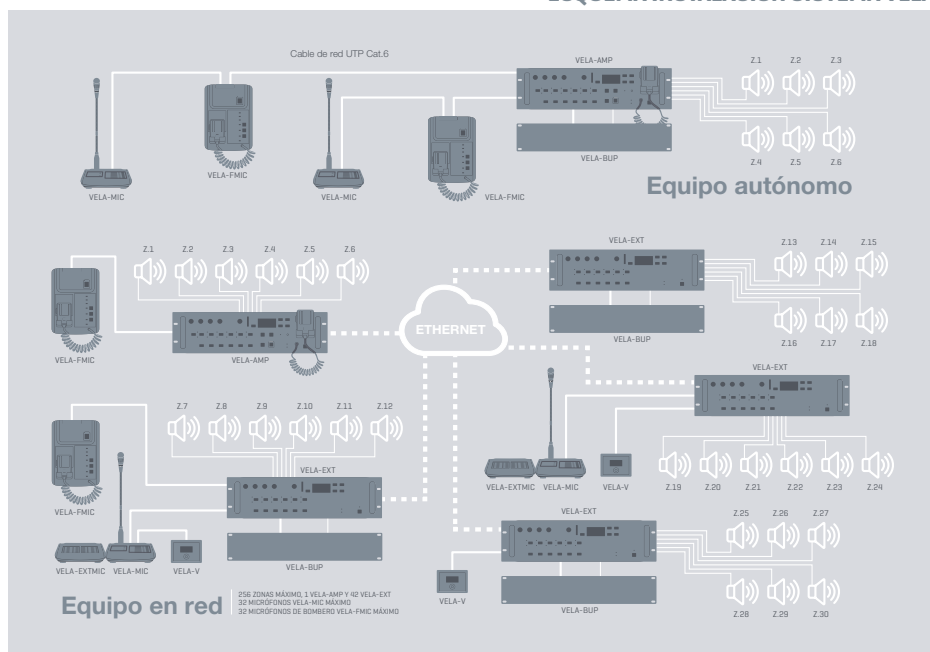 Cable de red UTP Cat.6
VELA-AMP
Z.1 Z.2 Z.3
VELA-MIC
VELA-FMIC
VELA-MIC
VELA-FMIC
VELA-BUP
Z.4 Z.5 Z.6
Equipo autónomo
Z.1 Z.2 Z.3 Z.4 Z.5 Z.6
VELA-FMIC
VELA-AMP
ETHERNET
VELA-EXT
Z.13 Z.14 Z.15
VELA-BUP
Z.16 Z.17 Z.18
VELA-EXT
VELA-EXTMIC VELA-MIC VELA-V
Z.19 Z.20 Z.21 Z.22 Z.23 Z.24
Z.7 Z.8 Z.9 Z.10 Z.11 Z.12
VELA-FMIC
VELA-EXT
VELA-EXTMIC VELA-MIC VELA-V
VELA-BUP
VELA-EXT
Z.25 Z.26 Z.27
VELA-V
VELA-BUP
Z.28 Z.29 Z.30
Equipo en red
256 ZONAS MÁXIMO, 1 VELA-AMP Y 42 VELA-EXT
32 MICRÓFONOS VELA-MIC MÁXIMO
32 MICRÓFONOS DE BOMBERO VELA-FMIC MÁXIMO